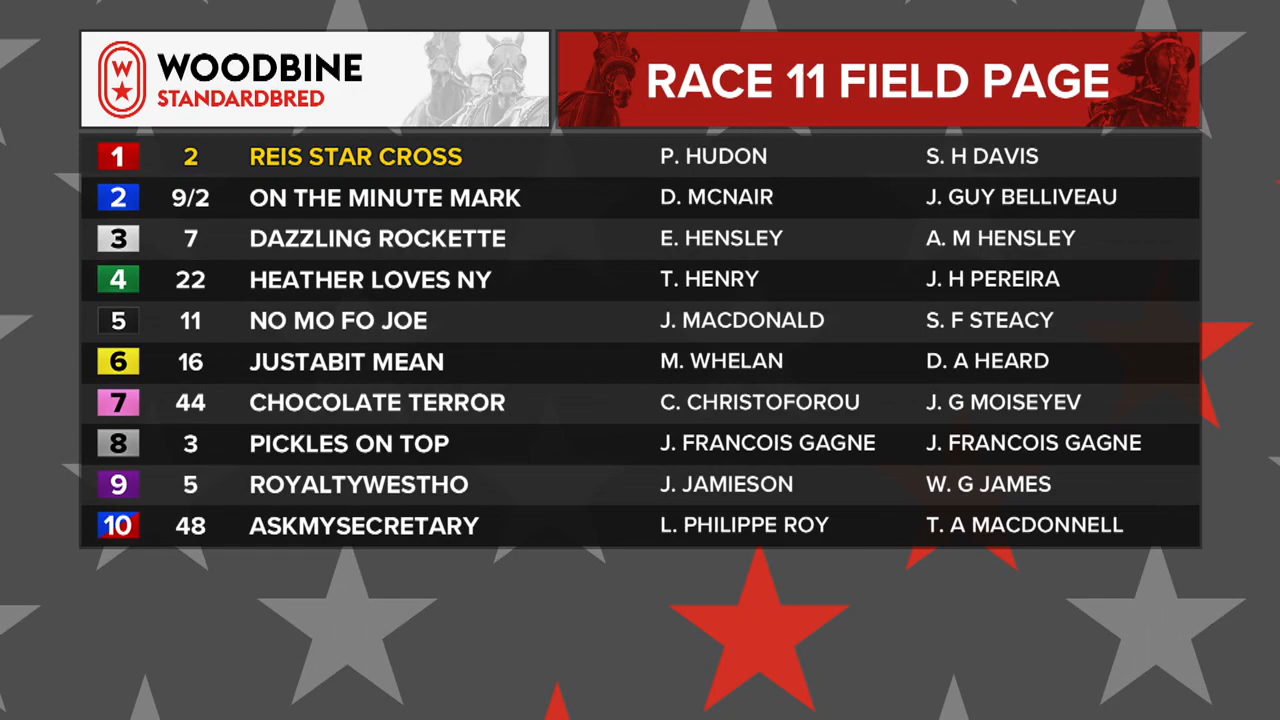 W WOODBINE
STANDARDBRED
RACE 11 FIELD PAGE
1 2 REIS STAR CROSS P. HUDON S. H DAVIS
2 9/2 ON THE MINUTE MARK D. MCNAIR J. GUY BELLIVEAU
3 7 DAZZLING ROCKETTE E. HENSLEY A. M HENSLEY
4 22 HEATHER LOVES NY T. HENRY J. H PEREIRA
5 11 NO MO FO JOE J. MACDONALD S. F STEACY
6 16 JUSTABIT MEAN M. WHELAN D. A HEARD
7 44 CHOCOLATE TERROR C. CHRISTOFOROU J. G MOISEYEV
8 3 PICKLES ON TOP J. FRANCOIS GAGNE J. FRANCOIS GAGNE
9 5 ROYALTYWESTHO J. JAMIESON W. G JAMES
10 48 ASKMYSECRETARY L. PHILIPPE ROY T. A MACDONNELL